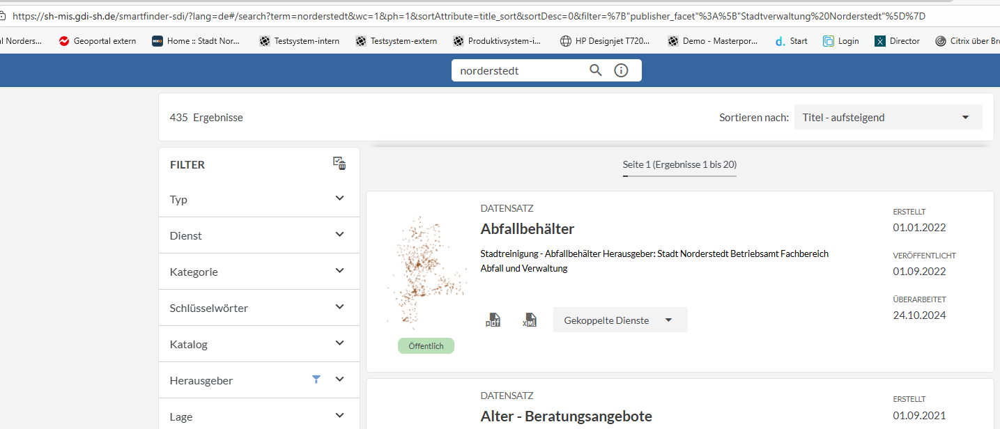 https://sh-mis.gdi-sh.de/smartfinder-sdi/?lang=de#/search?term=norderstedt&wc=1&ph=1&sortAttribute=title_sort&sortDesc=0&filter=%7B"publisher_facet"%3A%5B"Stadtverwaltung%20Norderstedt"%5D%7D
l Norders... Geoportal extern Home :: Stadt Nor... Testsystem-intern Testsystem-extern Produktivsystem-i... HP Designjet T720... Demo - Masterpor... d. Start Login Director Citrix über Bro
norderstedt
435 Ergebnisse
Sortieren nach: Titel - aufsteigend
FILTER
Typ
Dienst
Kategorie
Schlüsselwörter
Katalog
Herausgeber
Lage
Seite 1 (Ergebnisse 1 bis 20)
DATENSATZ
Abfallbehälter
Stadtreinigung - Abfallbehälter Herausgeber: Stadt Norderstedt Betriebsamt Fachbereich
Abfall und Verwaltung
pdf xML Gekoppelte Dienste
Öffentlich
ERSTELLT
01.01.2022
VERÖFFENTLICHT
01.09.2022
ÜBERARBEITET
24.10.2024
DATENSATZ
Alter - Beratungsangebote
ERSTELLT
01.09.2021